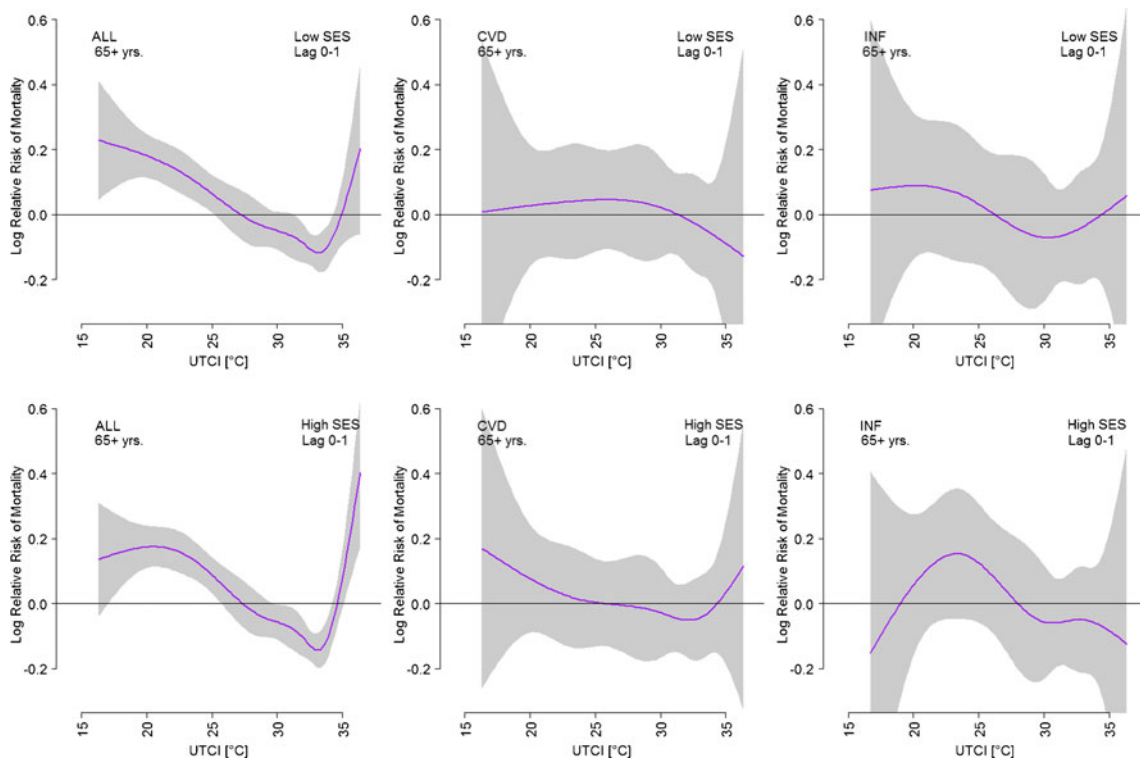 ALL
65+ yrs.
Low SES
Lag 0-1
Log Relative Risk of Mortality
0.6
0.4
0.2
0.0
-0.2
15
20
25
30
35
UTCI [°C]
CVD
65+ yrs.
Low SES
Lag 0-1
Log Relative Risk of Mortality
0.6
0.4
0.2
0.0
-0.2
15
20
25
30
35
UTCI [°C]
INF
65+ yrs.
Low SES
Lag 0-1
Log Relative Risk of Mortality
0.6
0.4
0.2
0.0
-0.2
15
20
25
30
35
UTCI [°C]
ALL
65+ yrs.
High SES
Lag 0-1
Log Relative Risk of Mortality
0.6
0.4
0.2
0.0
-0.2
15
20
25
30
35
UTCI [°C]
CVD
65+ yrs.
High SES
Lag 0-1
Log Relative Risk of Mortality
0.6
0.4
0.2
0.0
-0.2
15
20
25
30
35
UTCI [°C]
INF
65+ yrs.
High SES
Lag 0-1
Log Relative Risk of Mortality
0.6
0.4
0.2
0.0
-0.2
15
20
25
30
35
UTCI [°C]